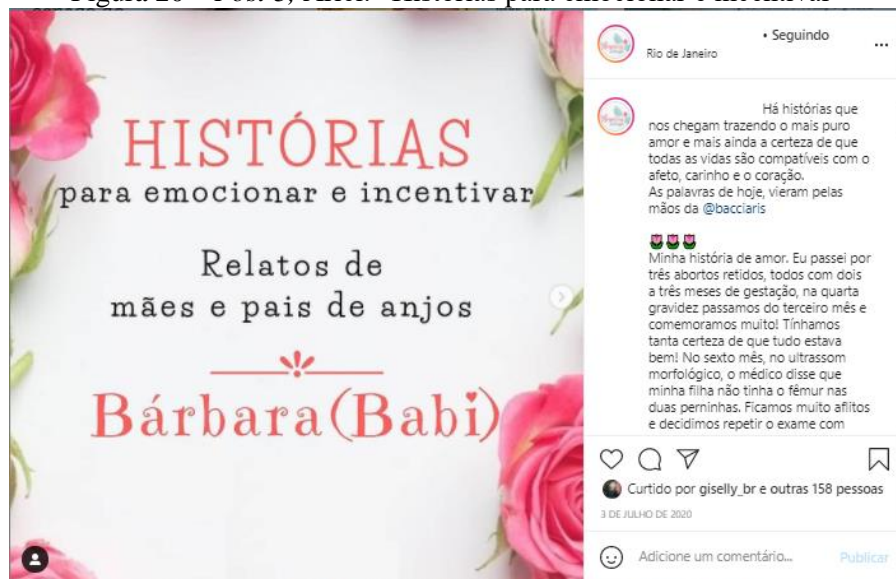 HISTÓRIAS
para emocionar e incentivar
Relatos de
mães e pais de anjos
Bárbara(Babi)
• Seguindo
Rio de Janeiro
Há histórias que
nos chegam trazendo o mais puro
amor e mais ainda a certeza de que
todas as vidas são compatíveis com o
afeto, carinho e o coração.
As palavras de hoje, vieram pelas
mãos da @bacciaris
Minha história de amor. Eu passei por
três abortos retidos, todos com dois
a três meses de gestação, na quarta
gravidez passamos do terceiro mês e
comemoramos muito! Tínhamos
tanta certeza de que tudo estava
bem! No sexto mês, no ultrassom
morfológico, o médico disse que
minha filha não tinha o fêmur nas
duas perninhas. Ficamos muito aflitos
e decidimos repetir o exame com
Curtido por giselly_br e outras 158 pessoas
3 DE JULHO DE 2020
Adicione um comentário...
Publicar